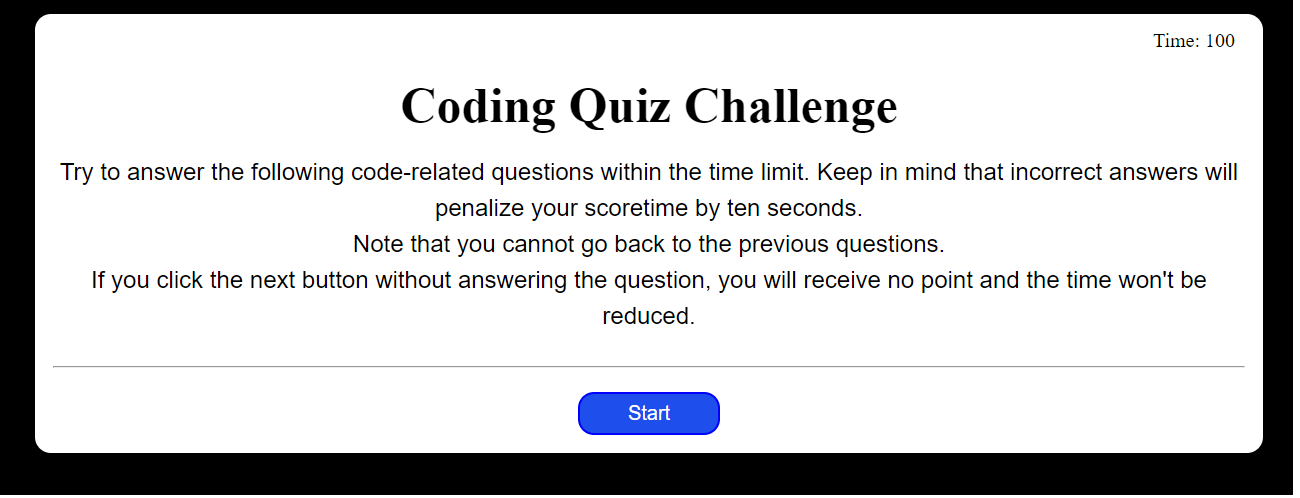 Time: 100
Coding Quiz Challenge
Try to answer the following code-related questions within the time limit. Keep in mind that incorrect answers will
penalize your scoretime by ten seconds.
Note that you cannot go back to the previous questions.
If you click the next button without answering the question, you will receive no point and the time won't be
reduced.
Start